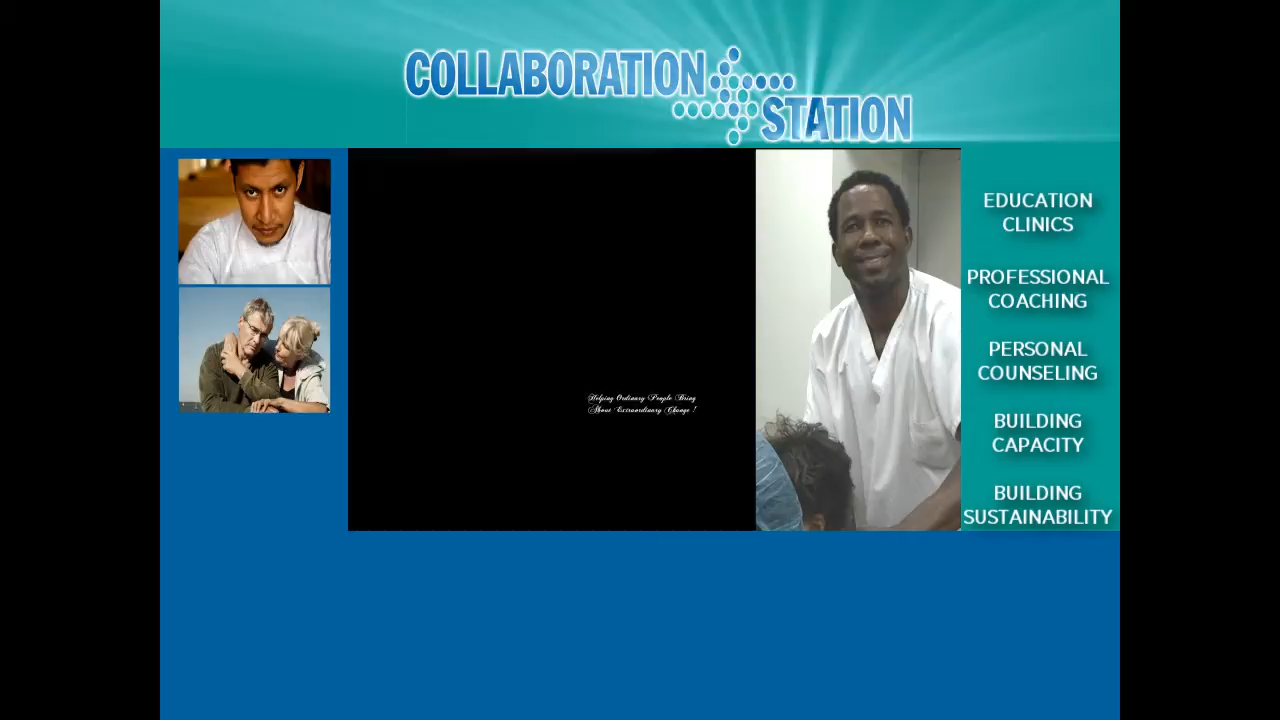 COLLABORATION
STATION
EDUCATION
CLINICS
PROFESSIONAL
COACHING
PERSONAL
COUNSELING
BUILDING
CAPACITY
BUILDING
SUSTAINABILITY
Helping Ordinary People Bring
About Extraordinary Change !